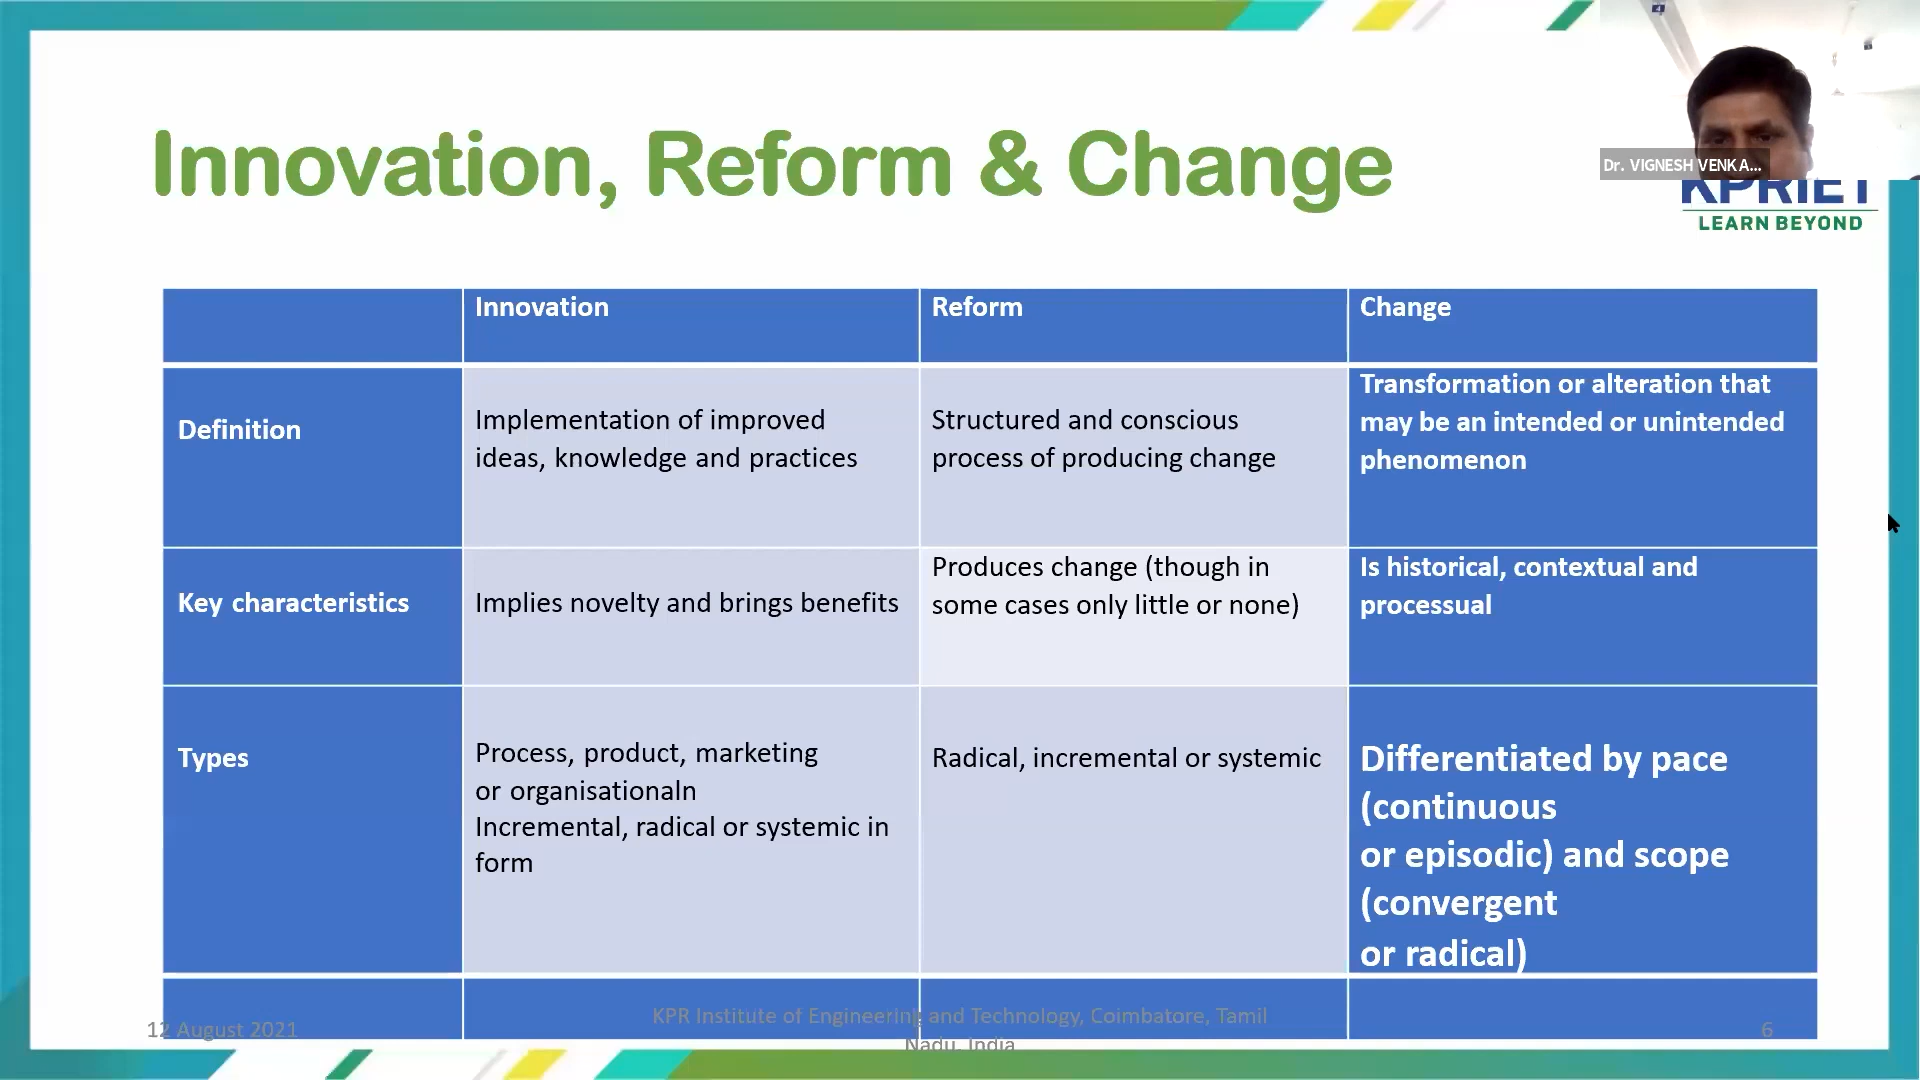 Innovation, Reform & Change
Dr. VIGNESH VENKA...
KPRIET
LEARN BEYOND
Innovation
Reform
Change
Definition
Implementation of improved
ideas, knowledge and practices
Structured and conscious
process of producing change
Transformation or alteration that
may be an intended or unintended
phenomenon
Key characteristics
Implies novelty and brings benefits
Produces change (though in
some cases only little or none)
Is historical, contextual and
processual
Types
Process, product, marketing
or organisationaln
Incremental, radical or systemic in
form
Radical, incremental or systemic
Differentiated by pace
(continuous
or episodic) and scope
(convergent
or radical)
12 August 2021
KPR Institute of Engineering and Technology, Coimbatore, Tamil
Nadu, India
6